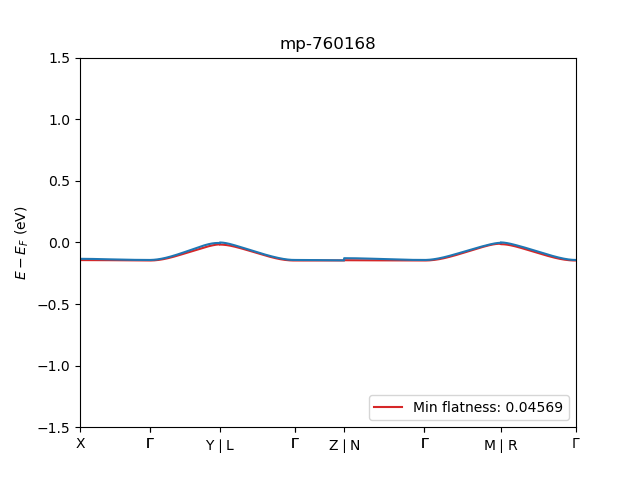 mp-760168
1.5
1.0
0.5
0.0
−0.5
−1.0
−1.5
E − E_F (eV)
Min flatness: 0.04569
X Γ Y | L Γ Z | N Γ M | R Γ